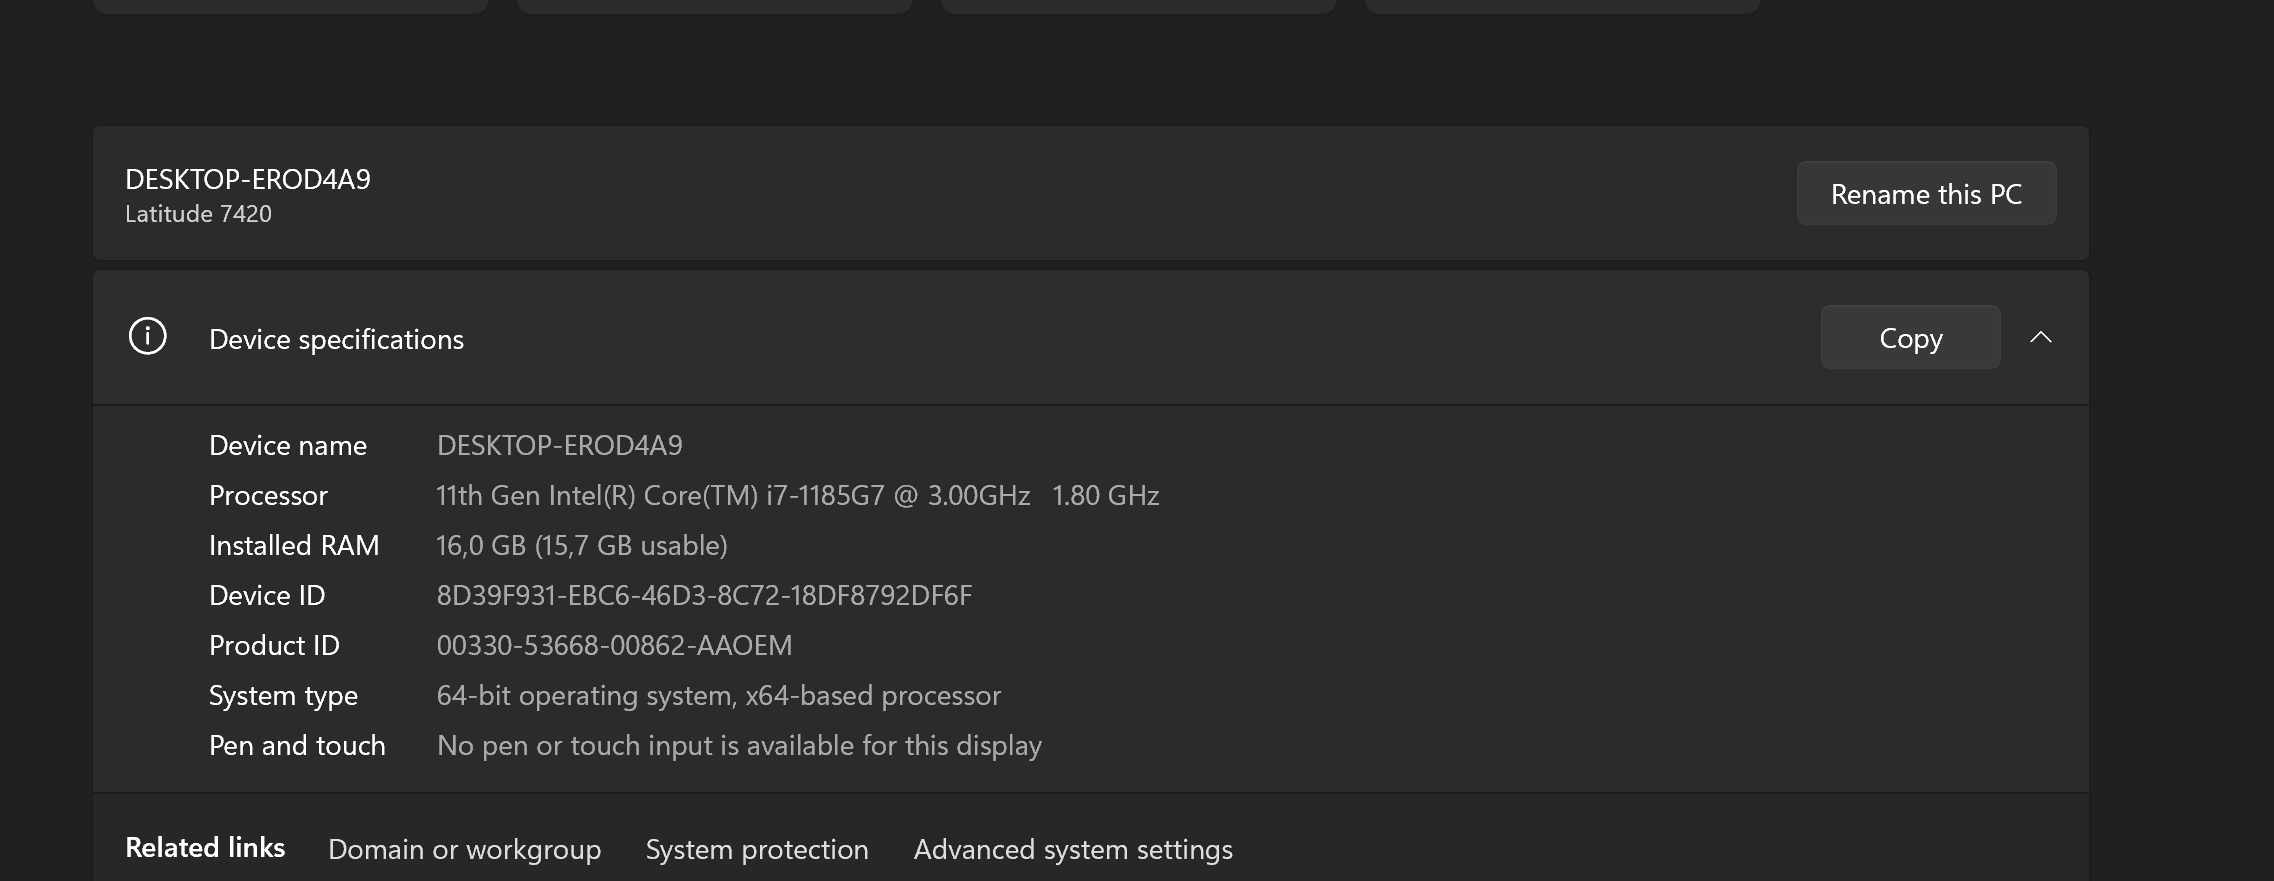 DESKTOP-EROD4A9
Latitude 7420
Rename this PC
Device specifications
Copy
Device name DESKTOP-EROD4A9
Processor 11th Gen Intel(R) Core(TM) i7-1185G7 @ 3.00GHz 1.80 GHz
Installed RAM 16,0 GB (15,7 GB usable)
Device ID 8D39F931-EBC6-46D3-8C72-18DF8792DF6F
Product ID 00330-53668-00862-AAOEM
System type 64-bit operating system, x64-based processor
Pen and touch No pen or touch input is available for this display
Related links Domain or workgroup System protection Advanced system settings